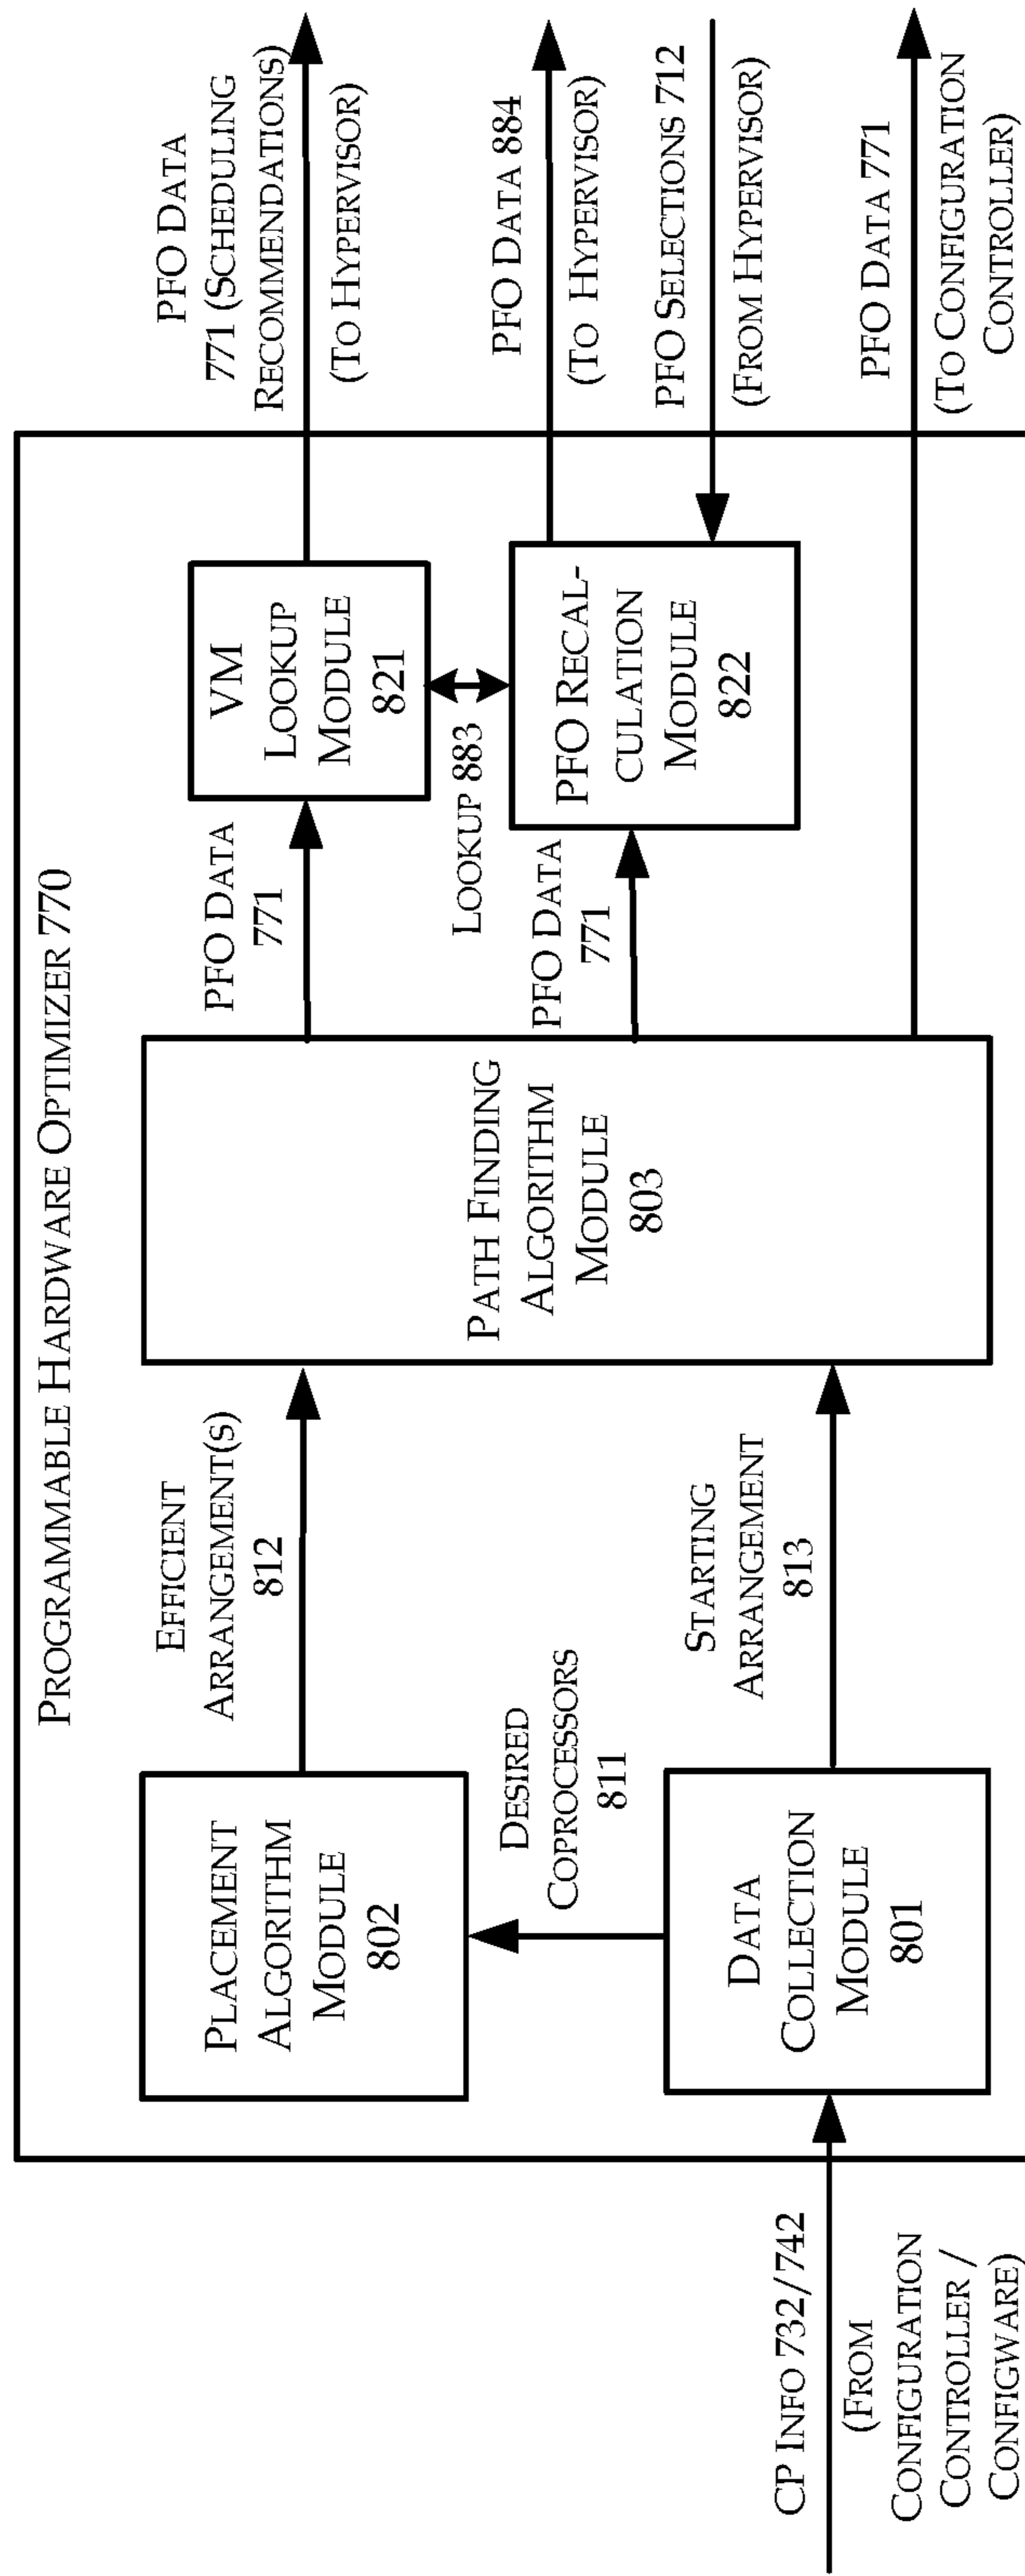 PROGRAMMABLE HARDWARE OPTIMIZER 770
CP INFO 732/742
(FROM
CONFIGURATION
CONTROLLER /
CONFIGWARE)
PLACEMENT
ALGORITHM
MODULE
802
DESIRED
COPROCESSORS
811
DATA
COLLECTION
MODULE
801
EFFICIENT
ARRANGEMENT(S)
812
STARTING
ARRANGEMENT
813
PATH FINDING
ALGORITHM
MODULE
803
PFO DATA
771
LOOKUP 883
PFO DATA
771
VM
LOOKUP
MODULE
821
PFO RECAL-
CULATION
MODULE
822
PFO DATA
771 (SCHEDULING
RECOMMENDATIONS)
(TO HYPERVISOR)
PFO DATA 884
(TO HYPERVISOR)
PFO SELECTIONS 712
(FROM HYPERVISOR)
PFO DATA 771
(TO CONFIGURATION
CONTROLLER)